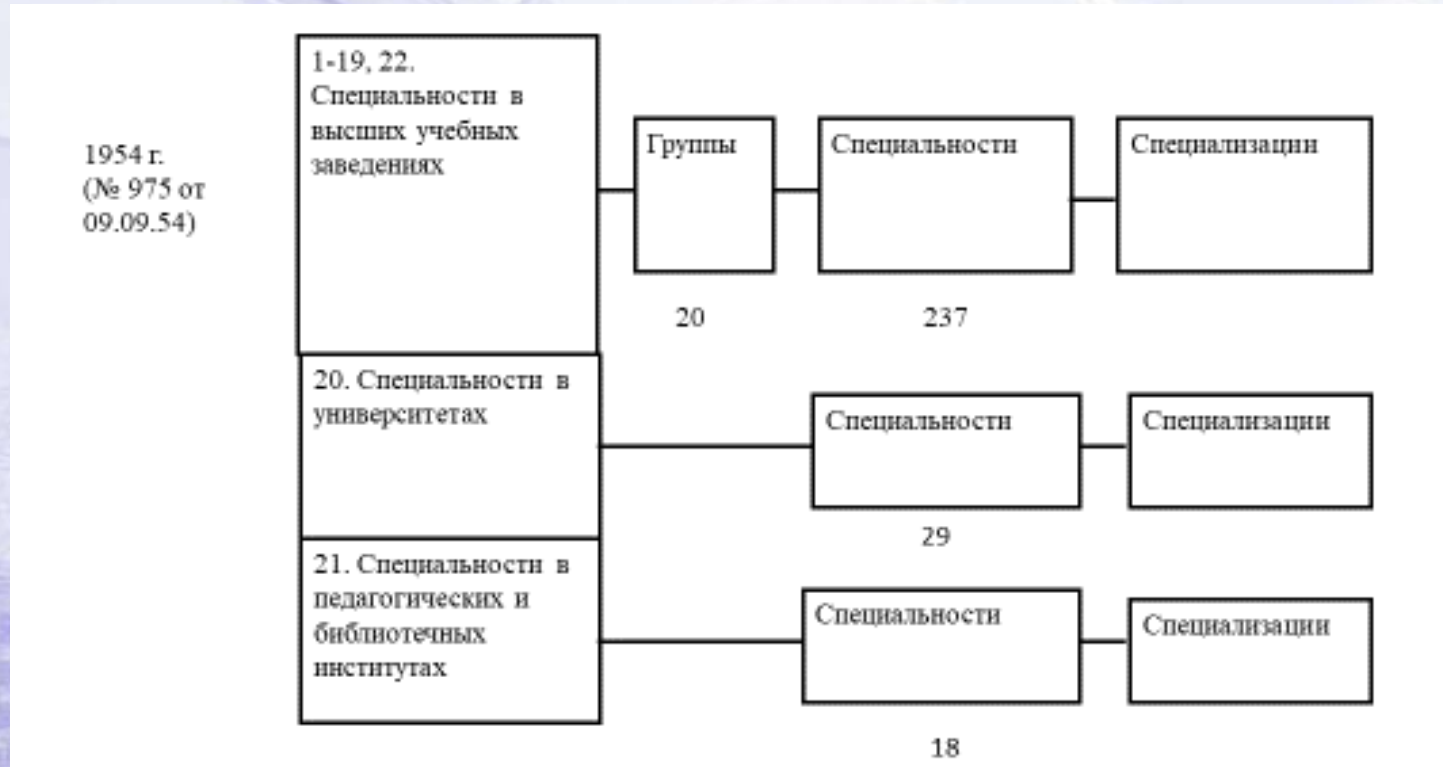 1-19, 22.
Специальности в
высших учебных
заведениях
1954 г.
(№ 975 от
09.09.54)
Группы
Специальности
Специализации
20
237
20. Специальности в
университетах
Специальности
Специализации
29
21. Специальности в
педагогических и
библиотечных
институтах
Специальности
Специализации
18